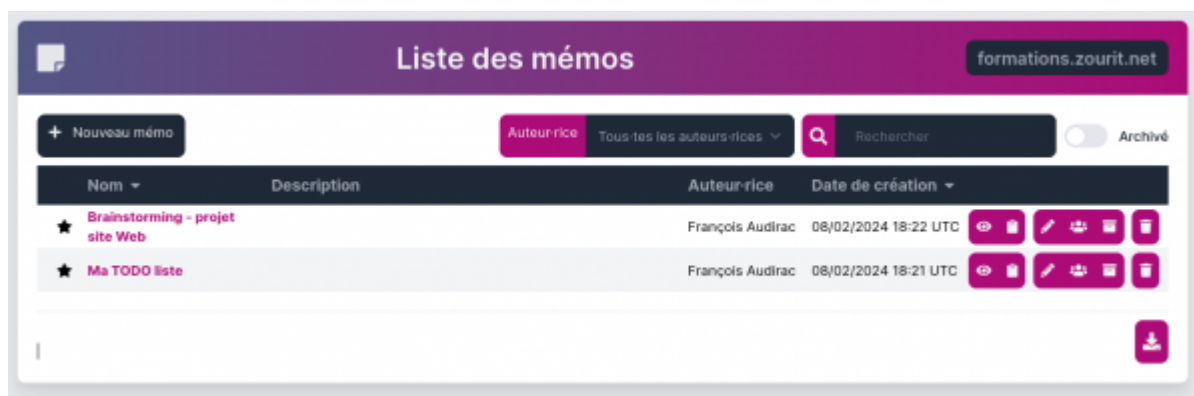 Liste des mémos
formations.zourit.net
+ Nouveau mémo
Auteur·rice Tous·tes les auteurs·rices
Rechercher
Archivé
Nom Description Auteur·rice Date de création
Brainstorming - projet
site Web
François Audirac 08/02/2024 18:22 UTC
Ma TODO liste François Audirac 08/02/2024 18:21 UTC